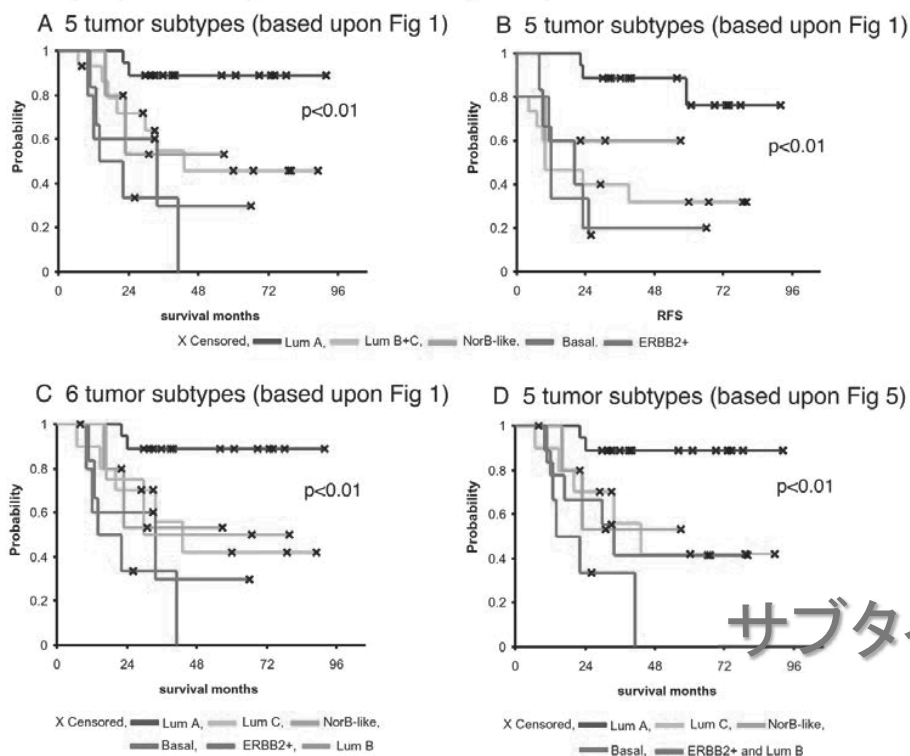 A 5 tumor subtypes (based upon Fig 1)
Probability
1
0.8
0.6
0.4
0.2
0
p<0.01
0 24 48 72 96
survival months
B 5 tumor subtypes (based upon Fig 1)
Probability
1
0.8
0.6
0.4
0.2
0
p<0.01
0 24 48 72 96
RFS
X Censored, Lum A, Lum B+C, NorB-like. Basal. ERBB2+
C 6 tumor subtypes (based upon Fig 1)
Probability
1
0.8
0.6
0.4
0.2
0
p<0.01
0 24 48 72 96
survival months
X Censored, Lum A, Lum C, NorB-like,
Basal, ERBB2+, Lum B
D 5 tumor subtypes (based upon Fig 5)
Probability
1
0.8
0.6
0.4
0.2
0
p<0.01
0 24 48 72 96
survival months
X Censored, Lum A, Lum C, NorB-like,
Basal, ERBB2+ and Lum B
サブタ